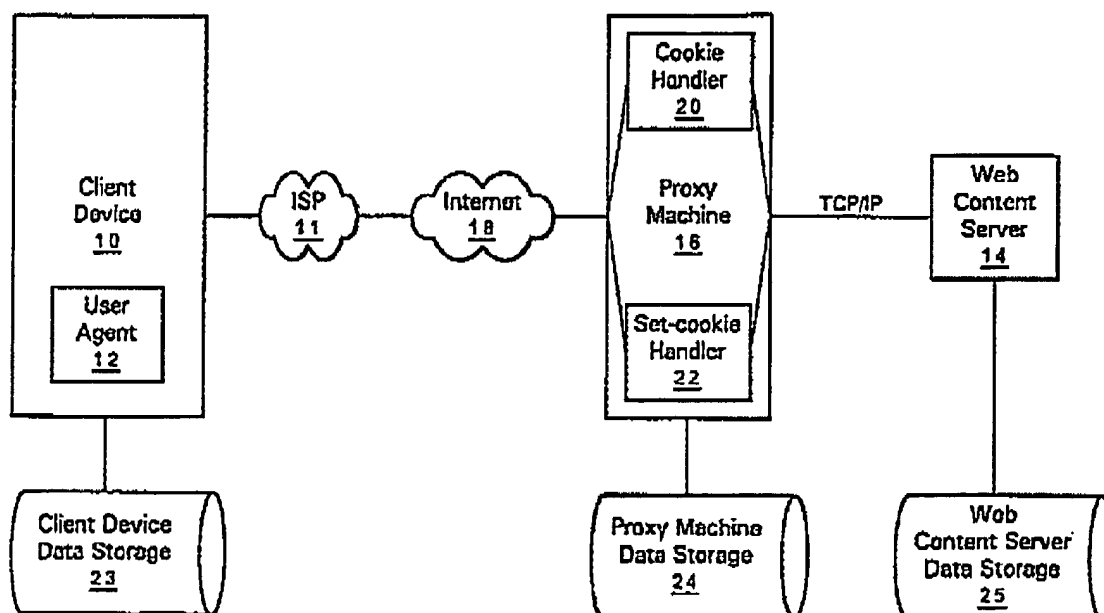 Client
Device
10
User
Agent
12
ISP
11
Internet
18
Cookie
Handler
20
Proxy
Machine
16
Set-cookie
Handler
22
TCP/IP
Web
Content
Server
14
Client Device
Data Storage
23
Proxy Machine
Data Storage
24
Web
Content Server
Data Storage
25